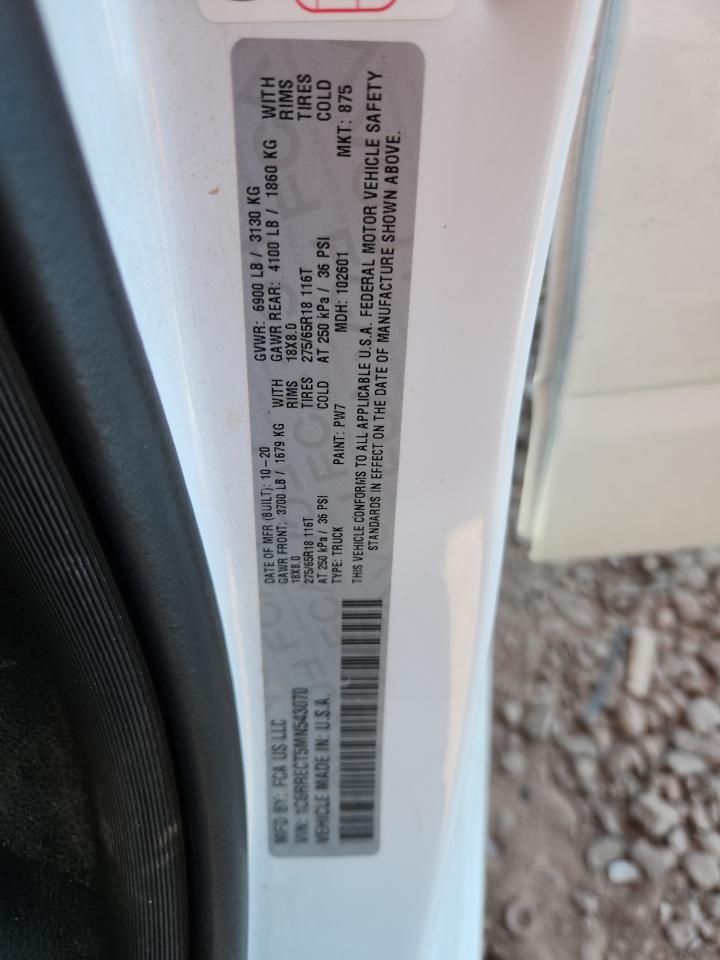 MFD BY: FCA US LLC
VIN: 1C6RRECT5MN543070
VEHICLE MADE IN: U.S.A.
DATE OF MFR (BUILT): 10-20 GVWR: 6900 LB / 3130 KG
GAWR FRONT: 3700 LB / 1679 KG WITH GAWR REAR: 4100 LB / 1860 KG WITH
18X8.0 RIMS 18X8.0 RIMS
275/65R18 116T TIRES 275/65R18 116T TIRES
AT 250 kPa / 36 PSI COLD AT 250 kPa / 36 PSI COLD
TYPE: TRUCK PAINT: PW7 MDH: 102601 MKT: 875
THIS VEHICLE CONFORMS TO ALL APPLICABLE U.S.A. FEDERAL MOTOR VEHICLE SAFETY
STANDARDS IN EFFECT ON THE DATE OF MANUFACTURE SHOWN ABOVE.